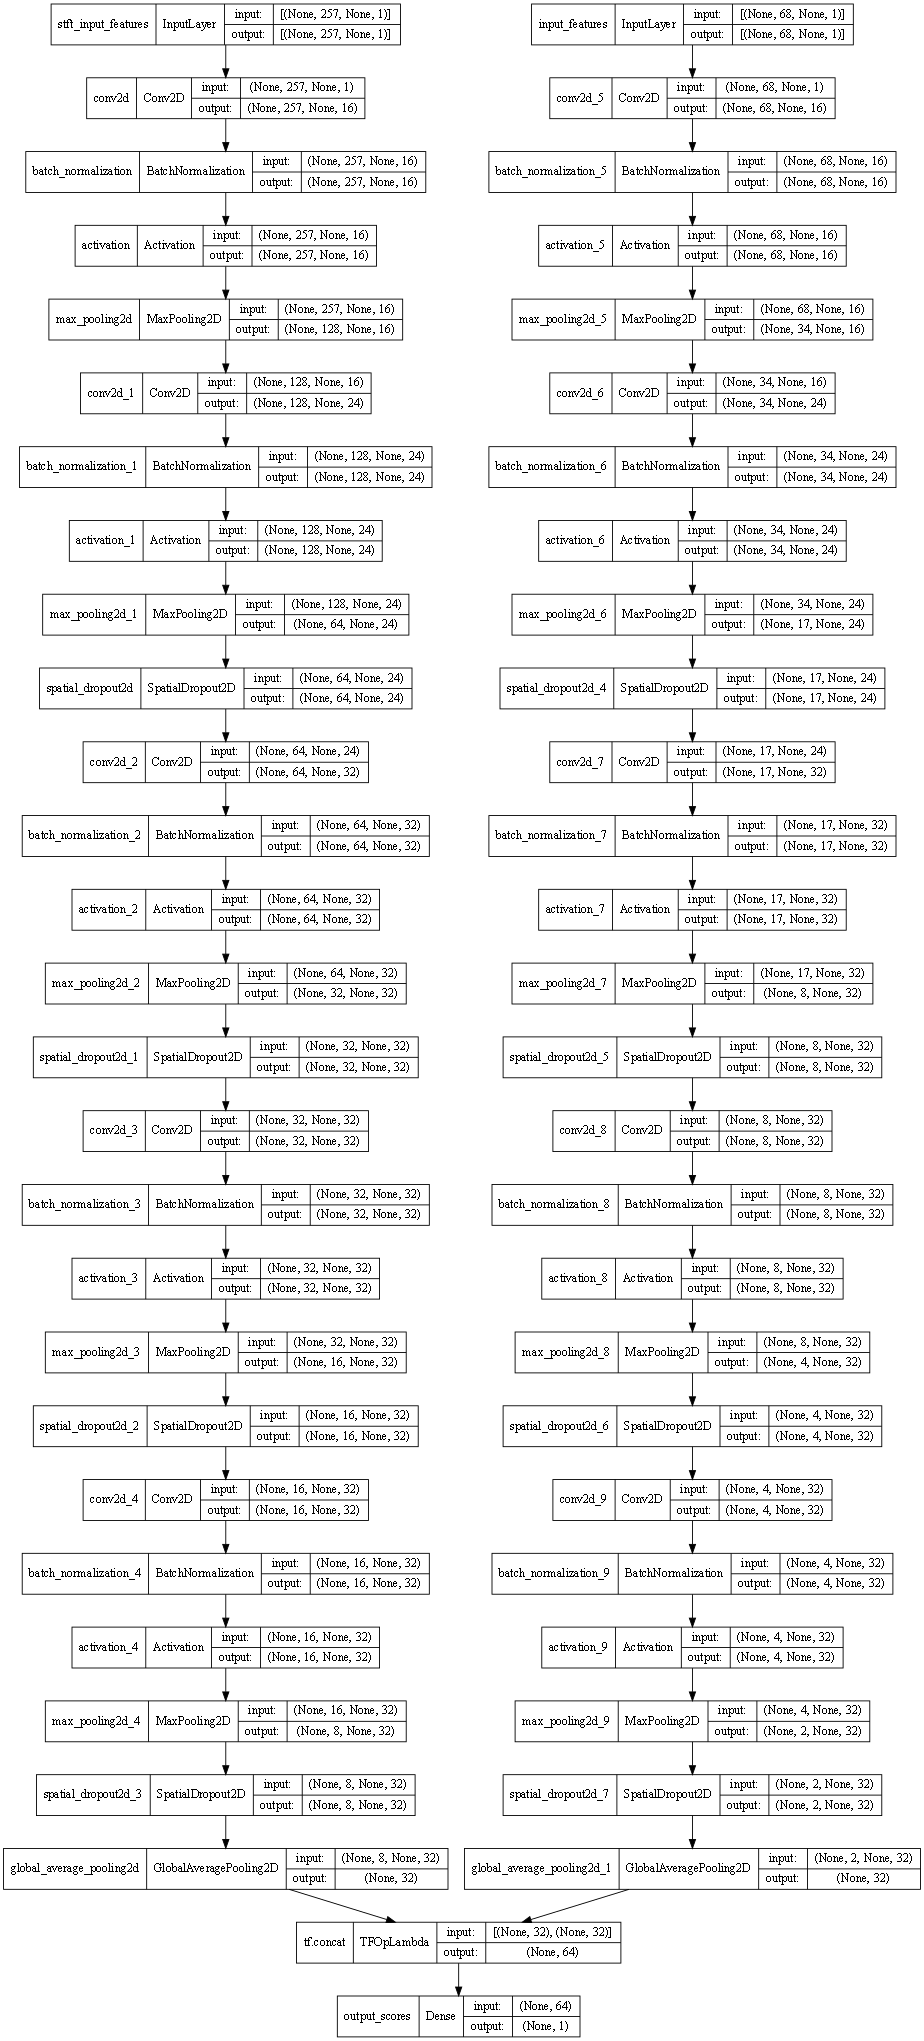 stft_input_features InputLayer input: [(None, 257, None, 1)]
output: [(None, 257, None, 1)]
conv2d Conv2D input: (None, 257, None, 1)
output: (None, 257, None, 16)
batch_normalization BatchNormalization input: (None, 257, None, 16)
output: (None, 257, None, 16)
activation Activation input: (None, 257, None, 16)
output: (None, 257, None, 16)
max_pooling2d MaxPooling2D input: (None, 257, None, 16)
output: (None, 128, None, 16)
conv2d_1 Conv2D input: (None, 128, None, 16)
output: (None, 128, None, 24)
batch_normalization_1 BatchNormalization input: (None, 128, None, 24)
output: (None, 128, None, 24)
activation_1 Activation input: (None, 128, None, 24)
output: (None, 128, None, 24)
max_pooling2d_1 MaxPooling2D input: (None, 128, None, 24)
output: (None, 64, None, 24)
spatial_dropout2d SpatialDropout2D input: (None, 64, None, 24)
output: (None, 64, None, 24)
conv2d_2 Conv2D input: (None, 64, None, 24)
output: (None, 64, None, 32)
batch_normalization_2 BatchNormalization input: (None, 64, None, 32)
output: (None, 64, None, 32)
activation_2 Activation input: (None, 64, None, 32)
output: (None, 64, None, 32)
max_pooling2d_2 MaxPooling2D input: (None, 64, None, 32)
output: (None, 32, None, 32)
spatial_dropout2d_1 SpatialDropout2D input: (None, 32, None, 32)
output: (None, 32, None, 32)
conv2d_3 Conv2D input: (None, 32, None, 32)
output: (None, 32, None, 32)
batch_normalization_3 BatchNormalization input: (None, 32, None, 32)
output: (None, 32, None, 32)
activation_3 Activation input: (None, 32, None, 32)
output: (None, 32, None, 32)
max_pooling2d_3 MaxPooling2D input: (None, 32, None, 32)
output: (None, 16, None, 32)
spatial_dropout2d_2 SpatialDropout2D input: (None, 16, None, 32)
output: (None, 16, None, 32)
conv2d_4 Conv2D input: (None, 16, None, 32)
output: (None, 16, None, 32)
batch_normalization_4 BatchNormalization input: (None, 16, None, 32)
output: (None, 16, None, 32)
activation_4 Activation input: (None, 16, None, 32)
output: (None, 16, None, 32)
max_pooling2d_4 MaxPooling2D input: (None, 16, None, 32)
output: (None, 8, None, 32)
spatial_dropout2d_3 SpatialDropout2D input: (None, 8, None, 32)
output: (None, 8, None, 32)
global_average_pooling2d GlobalAveragePooling2D input: (None, 8, None, 32)
output: (None, 32)
input_features InputLayer input: [(None, 68, None, 1)]
output: [(None, 68, None, 1)]
conv2d_5 Conv2D input: (None, 68, None, 1)
output: (None, 68, None, 16)
batch_normalization_5 BatchNormalization input: (None, 68, None, 16)
output: (None, 68, None, 16)
activation_5 Activation input: (None, 68, None, 16)
output: (None, 68, None, 16)
max_pooling2d_5 MaxPooling2D input: (None, 68, None, 16)
output: (None, 34, None, 16)
conv2d_6 Conv2D input: (None, 34, None, 16)
output: (None, 34, None, 24)
batch_normalization_6 BatchNormalization input: (None, 34, None, 24)
output: (None, 34, None, 24)
activation_6 Activation input: (None, 34, None, 24)
output: (None, 34, None, 24)
max_pooling2d_6 MaxPooling2D input: (None, 34, None, 24)
output: (None, 17, None, 24)
spatial_dropout2d_4 SpatialDropout2D input: (None, 17, None, 24)
output: (None, 17, None, 24)
conv2d_7 Conv2D input: (None, 17, None, 24)
output: (None, 17, None, 32)
batch_normalization_7 BatchNormalization input: (None, 17, None, 32)
output: (None, 17, None, 32)
activation_7 Activation input: (None, 17, None, 32)
output: (None, 17, None, 32)
max_pooling2d_7 MaxPooling2D input: (None, 17, None, 32)
output: (None, 8, None, 32)
spatial_dropout2d_5 SpatialDropout2D input: (None, 8, None, 32)
output: (None, 8, None, 32)
conv2d_8 Conv2D input: (None, 8, None, 32)
output: (None, 8, None, 32)
batch_normalization_8 BatchNormalization input: (None, 8, None, 32)
output: (None, 8, None, 32)
activation_8 Activation input: (None, 8, None, 32)
output: (None, 8, None, 32)
max_pooling2d_8 MaxPooling2D input: (None, 8, None, 32)
output: (None, 4, None, 32)
spatial_dropout2d_6 SpatialDropout2D input: (None, 4, None, 32)
output: (None, 4, None, 32)
conv2d_9 Conv2D input: (None, 4, None, 32)
output: (None, 4, None, 32)
batch_normalization_9 BatchNormalization input: (None, 4, None, 32)
output: (None, 4, None, 32)
activation_9 Activation input: (None, 4, None, 32)
output: (None, 4, None, 32)
max_pooling2d_9 MaxPooling2D input: (None, 4, None, 32)
output: (None, 2, None, 32)
spatial_dropout2d_7 SpatialDropout2D input: (None, 2, None, 32)
output: (None, 2, None, 32)
global_average_pooling2d_1 GlobalAveragePooling2D input: (None, 2, None, 32)
output: (None, 32)
tf.concat TFOpLambda input: [(None, 32), (None, 32)]
output: (None, 64)
output_scores Dense input: (None, 64)
output: (None, 1)